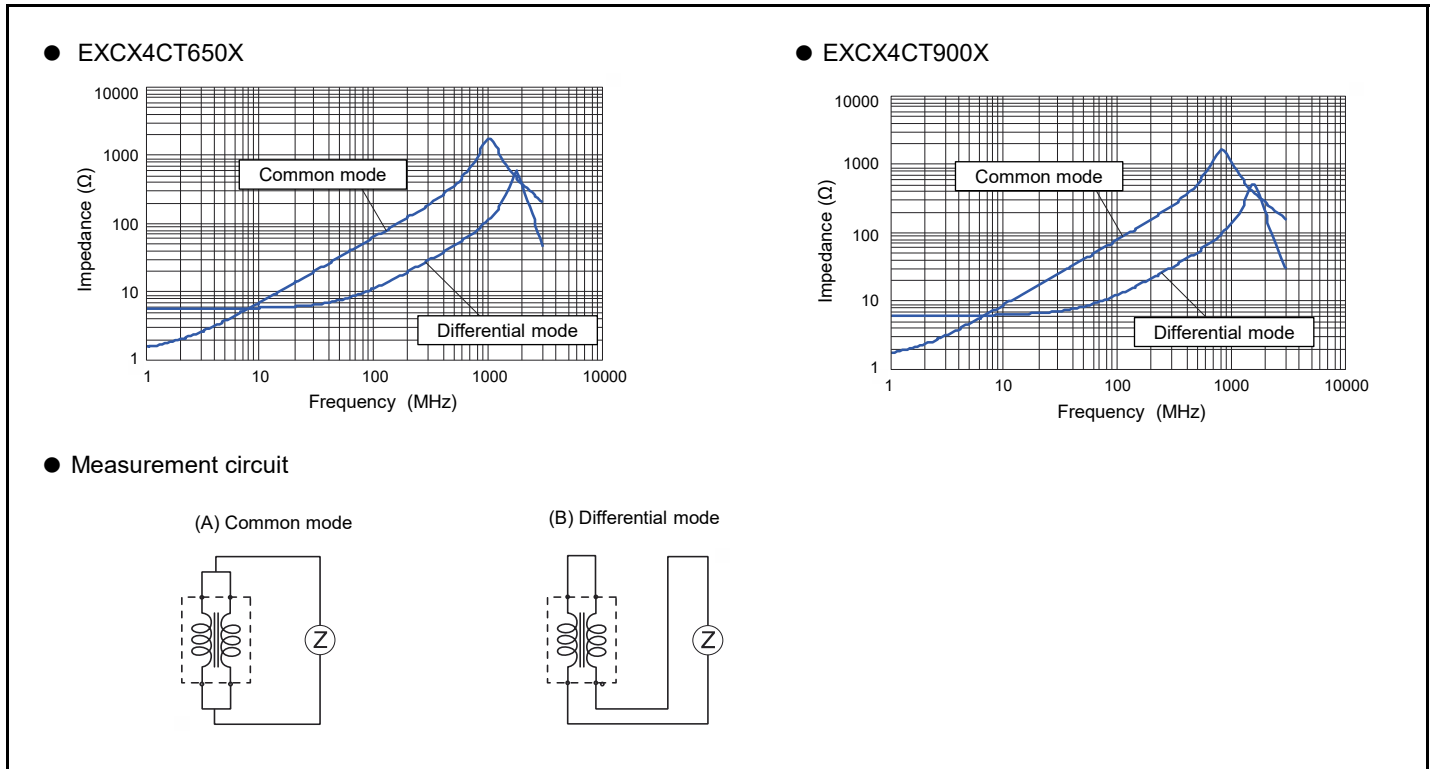 ● EXCX4CT650X
10000
1000
100
10
1
Impedance (Ω)
Common mode
Differential mode
1 10 100 1000 10000
Frequency (MHz)
● EXCX4CT900X
10000
1000
100
10
1
Impedance (Ω)
Common mode
Differential mode
1 10 100 1000 10000
Frequency (MHz)
● Measurement circuit
(A) Common mode
Z
(B) Differential mode
Z